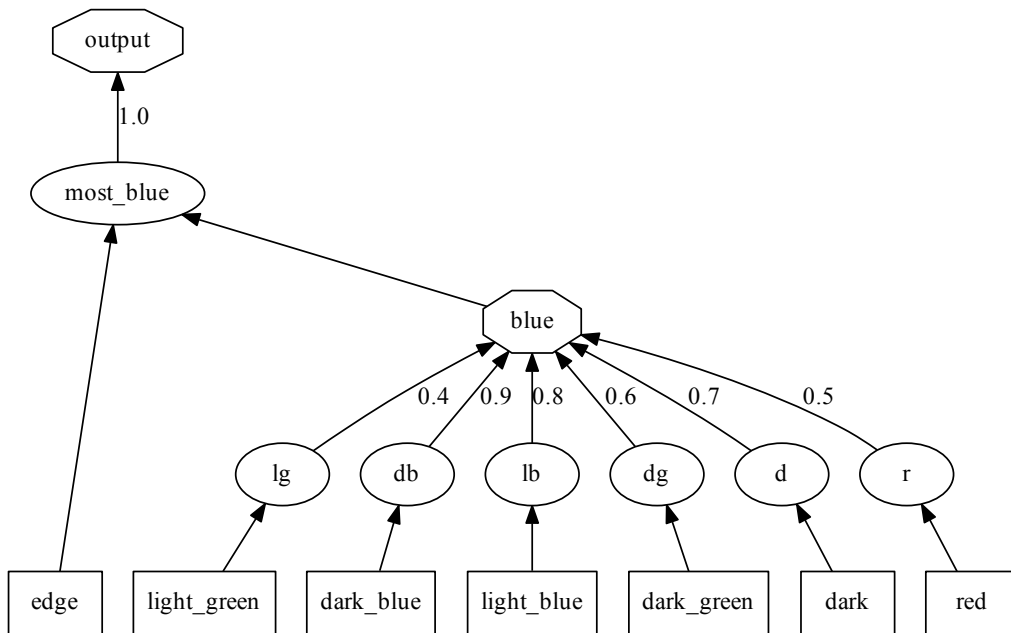 output
1.0
most_blue
blue
0.4 0.9 0.8 0.6 0.7 0.5
lg db lb dg d r
edge light_green dark_blue light_blue dark_green dark red